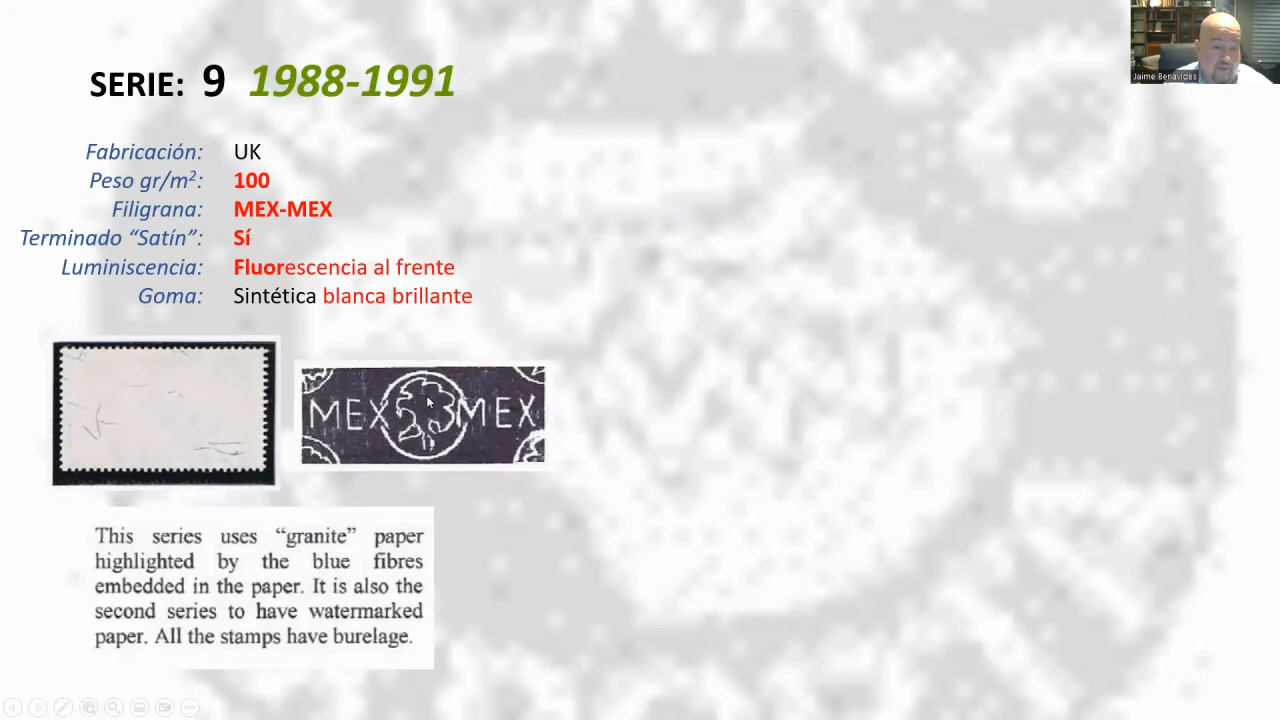 SERIE: 9 1988-1991
Fabricación: UK
Peso gr/m²: 100
Filigrana: MEX-MEX
Terminado “Satín”: Sí
Luminiscencia: Fluorescencia al frente
Goma: Sintética blanca brillante
MEX MEX
This series uses “granite” paper
highlighted by the blue fibres
embedded in the paper. It is also the
second series to have watermarked
paper. All the stamps have burelage.
Jaime Benavides